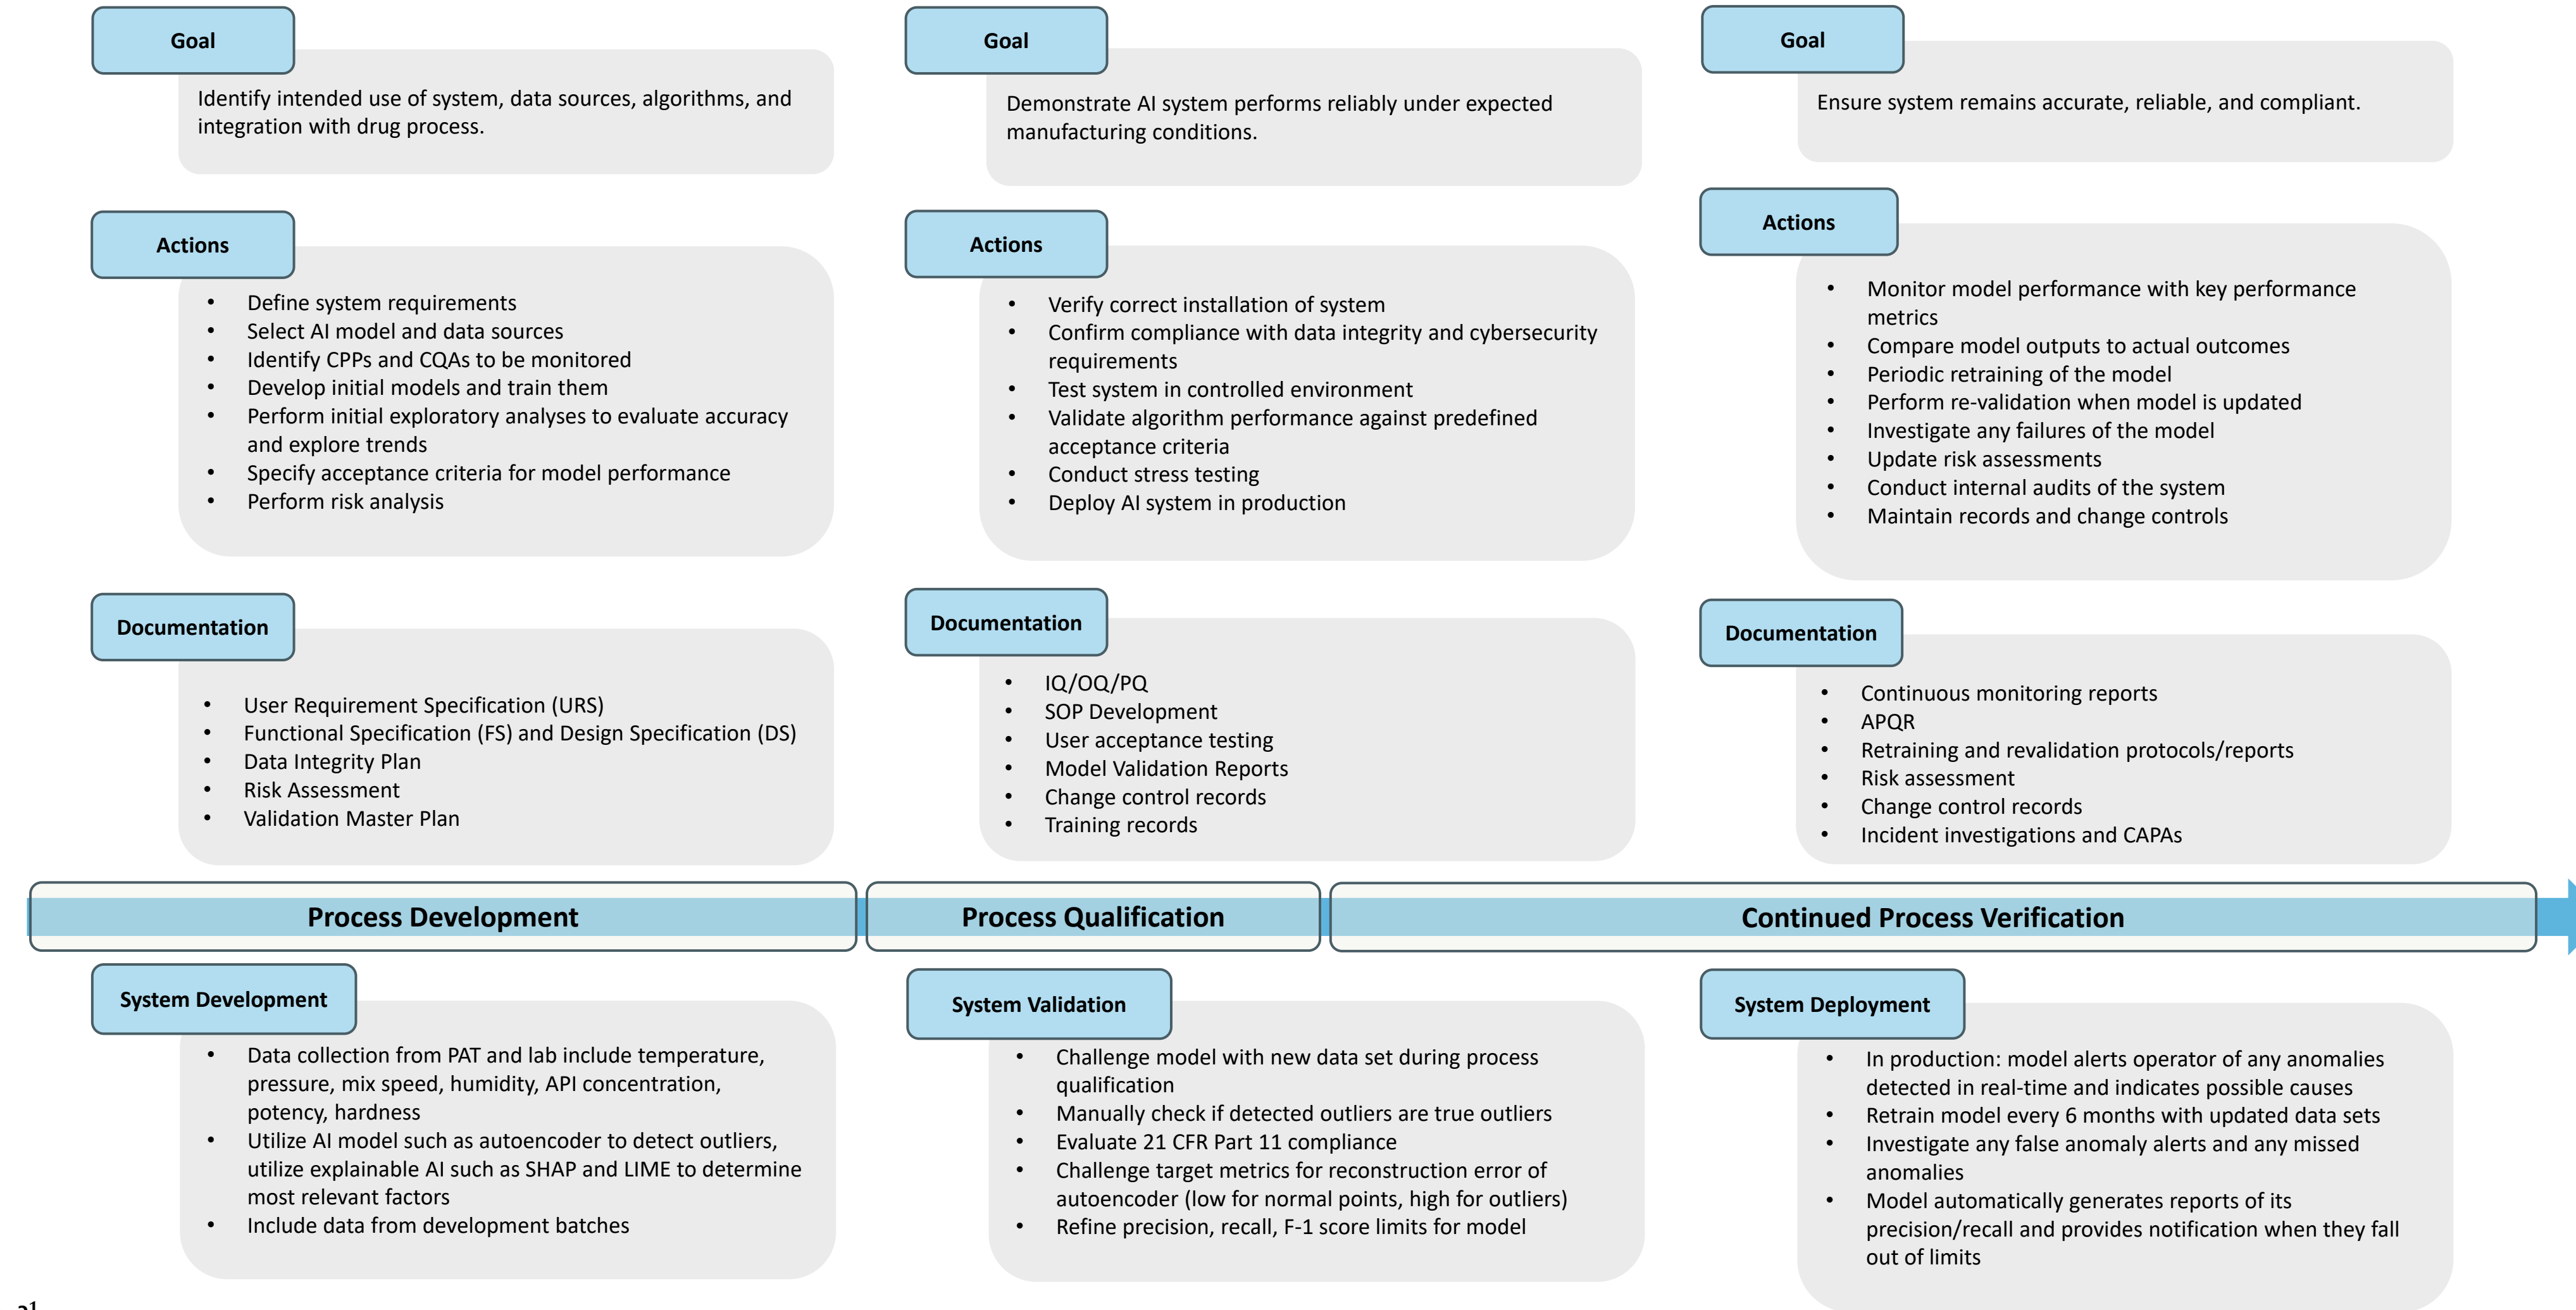 Goal
Identify intended use of system, data sources, algorithms, and
integration with drug process.
Actions
• Define system requirements
• Select AI model and data sources
• Identify CPPs and CQAs to be monitored
• Develop initial models and train them
• Perform initial exploratory analyses to evaluate accuracy
and explore trends
• Specify acceptance criteria for model performance
• Perform risk analysis
Documentation
• User Requirement Specification (URS)
• Functional Specification (FS) and Design Specification (DS)
• Data Integrity Plan
• Risk Assessment
• Validation Master Plan
Goal
Demonstrate AI system performs reliably under expected
manufacturing conditions.
Actions
• Verify correct installation of system
• Confirm compliance with data integrity and cybersecurity
requirements
• Test system in controlled environment
• Validate algorithm performance against predefined
acceptance criteria
• Conduct stress testing
• Deploy AI system in production
Documentation
• IQ/OQ/PQ
• SOP Development
• User acceptance testing
• Model Validation Reports
• Change control records
• Training records
Goal
Ensure system remains accurate, reliable, and compliant.
Actions
• Monitor model performance with key performance
metrics
• Compare model outputs to actual outcomes
• Periodic retraining of the model
• Perform re-validation when model is updated
• Investigate any failures of the model
• Update risk assessments
• Conduct internal audits of the system
• Maintain records and change controls
Documentation
• Continuous monitoring reports
• APQR
• Retraining and revalidation protocols/reports
• Risk assessment
• Change control records
• Incident investigations and CAPAs
Process Development
Process Qualification
Continued Process Verification
System Development
• Data collection from PAT and lab include temperature,
pressure, mix speed, humidity, API concentration,
potency, hardness
• Utilize AI model such as autoencoder to detect outliers,
utilize explainable AI such as SHAP and LIME to determine
most relevant factors
• Include data from development batches
System Validation
• Challenge model with new data set during process
qualification
• Manually check if detected outliers are true outliers
• Evaluate 21 CFR Part 11 compliance
• Challenge target metrics for reconstruction error of
autoencoder (low for normal points, high for outliers)
• Refine precision, recall, F-1 score limits for model
System Deployment
• In production: model alerts operator of any anomalies
detected in real-time and indicates possible causes
• Retrain model every 6 months with updated data sets
• Investigate any false anomaly alerts and any missed
anomalies
• Model automatically generates reports of its
precision/recall and provides notification when they fall
out of limits